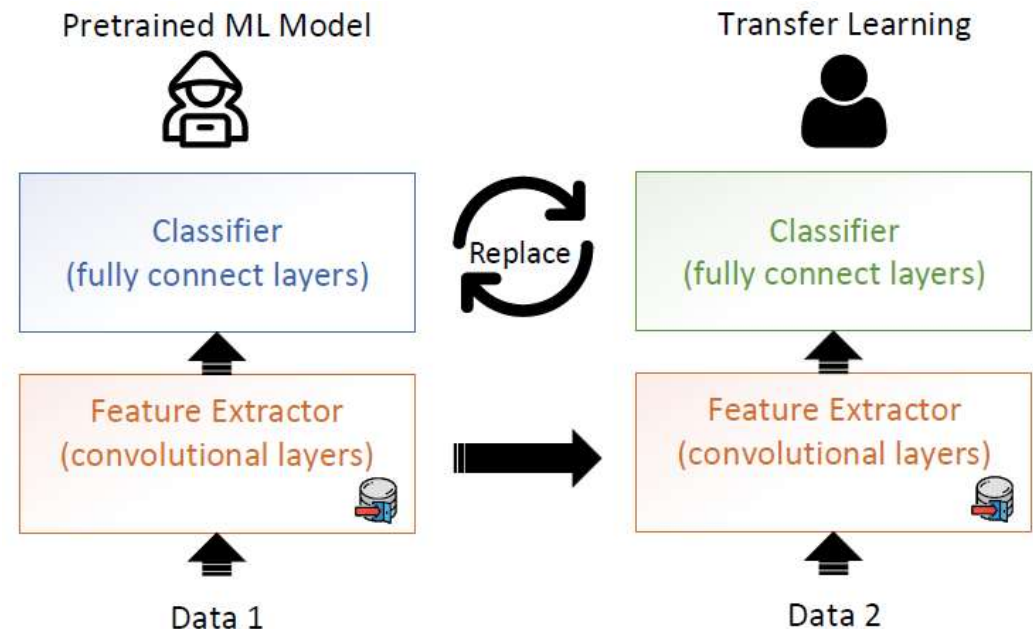 Pretrained ML Model
Transfer Learning
Classifier
(fully connect layers)
Replace
Classifier
(fully connect layers)
Feature Extractor
(convolutional layers)
Feature Extractor
(convolutional layers)
Data 1
Data 2